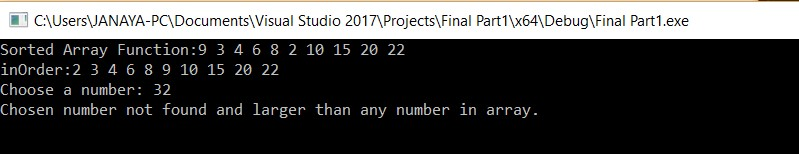 C:\Users\JANAYA-PC\Documents\Visual Studio 2017\Projects\Final Part1\x64\Debug\Final Part1.exe
Sorted Array Function:9 3 4 6 8 2 10 15 20 22
inOrder:2 3 4 6 8 9 10 15 20 22
Choose a number: 32
Chosen number not found and larger than any number in array.